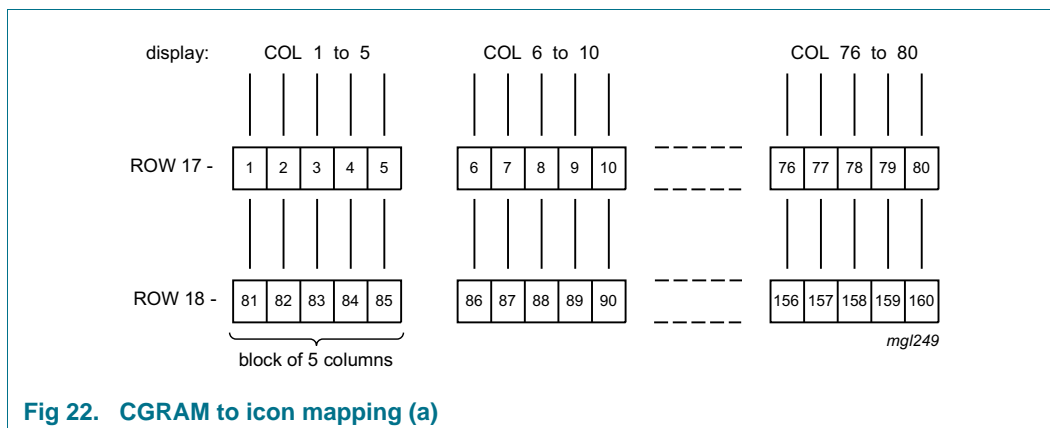 display: COL 1 to 5 COL 6 to 10 COL 76 to 80
ROW 17 - 1 2 3 4 5 6 7 8 9 10 76 77 78 79 80
ROW 18 - 81 82 83 84 85 86 87 88 89 90 156 157 158 159 160
mgl249
block of 5 columns
Fig 22. CGRAM to icon mapping (a)